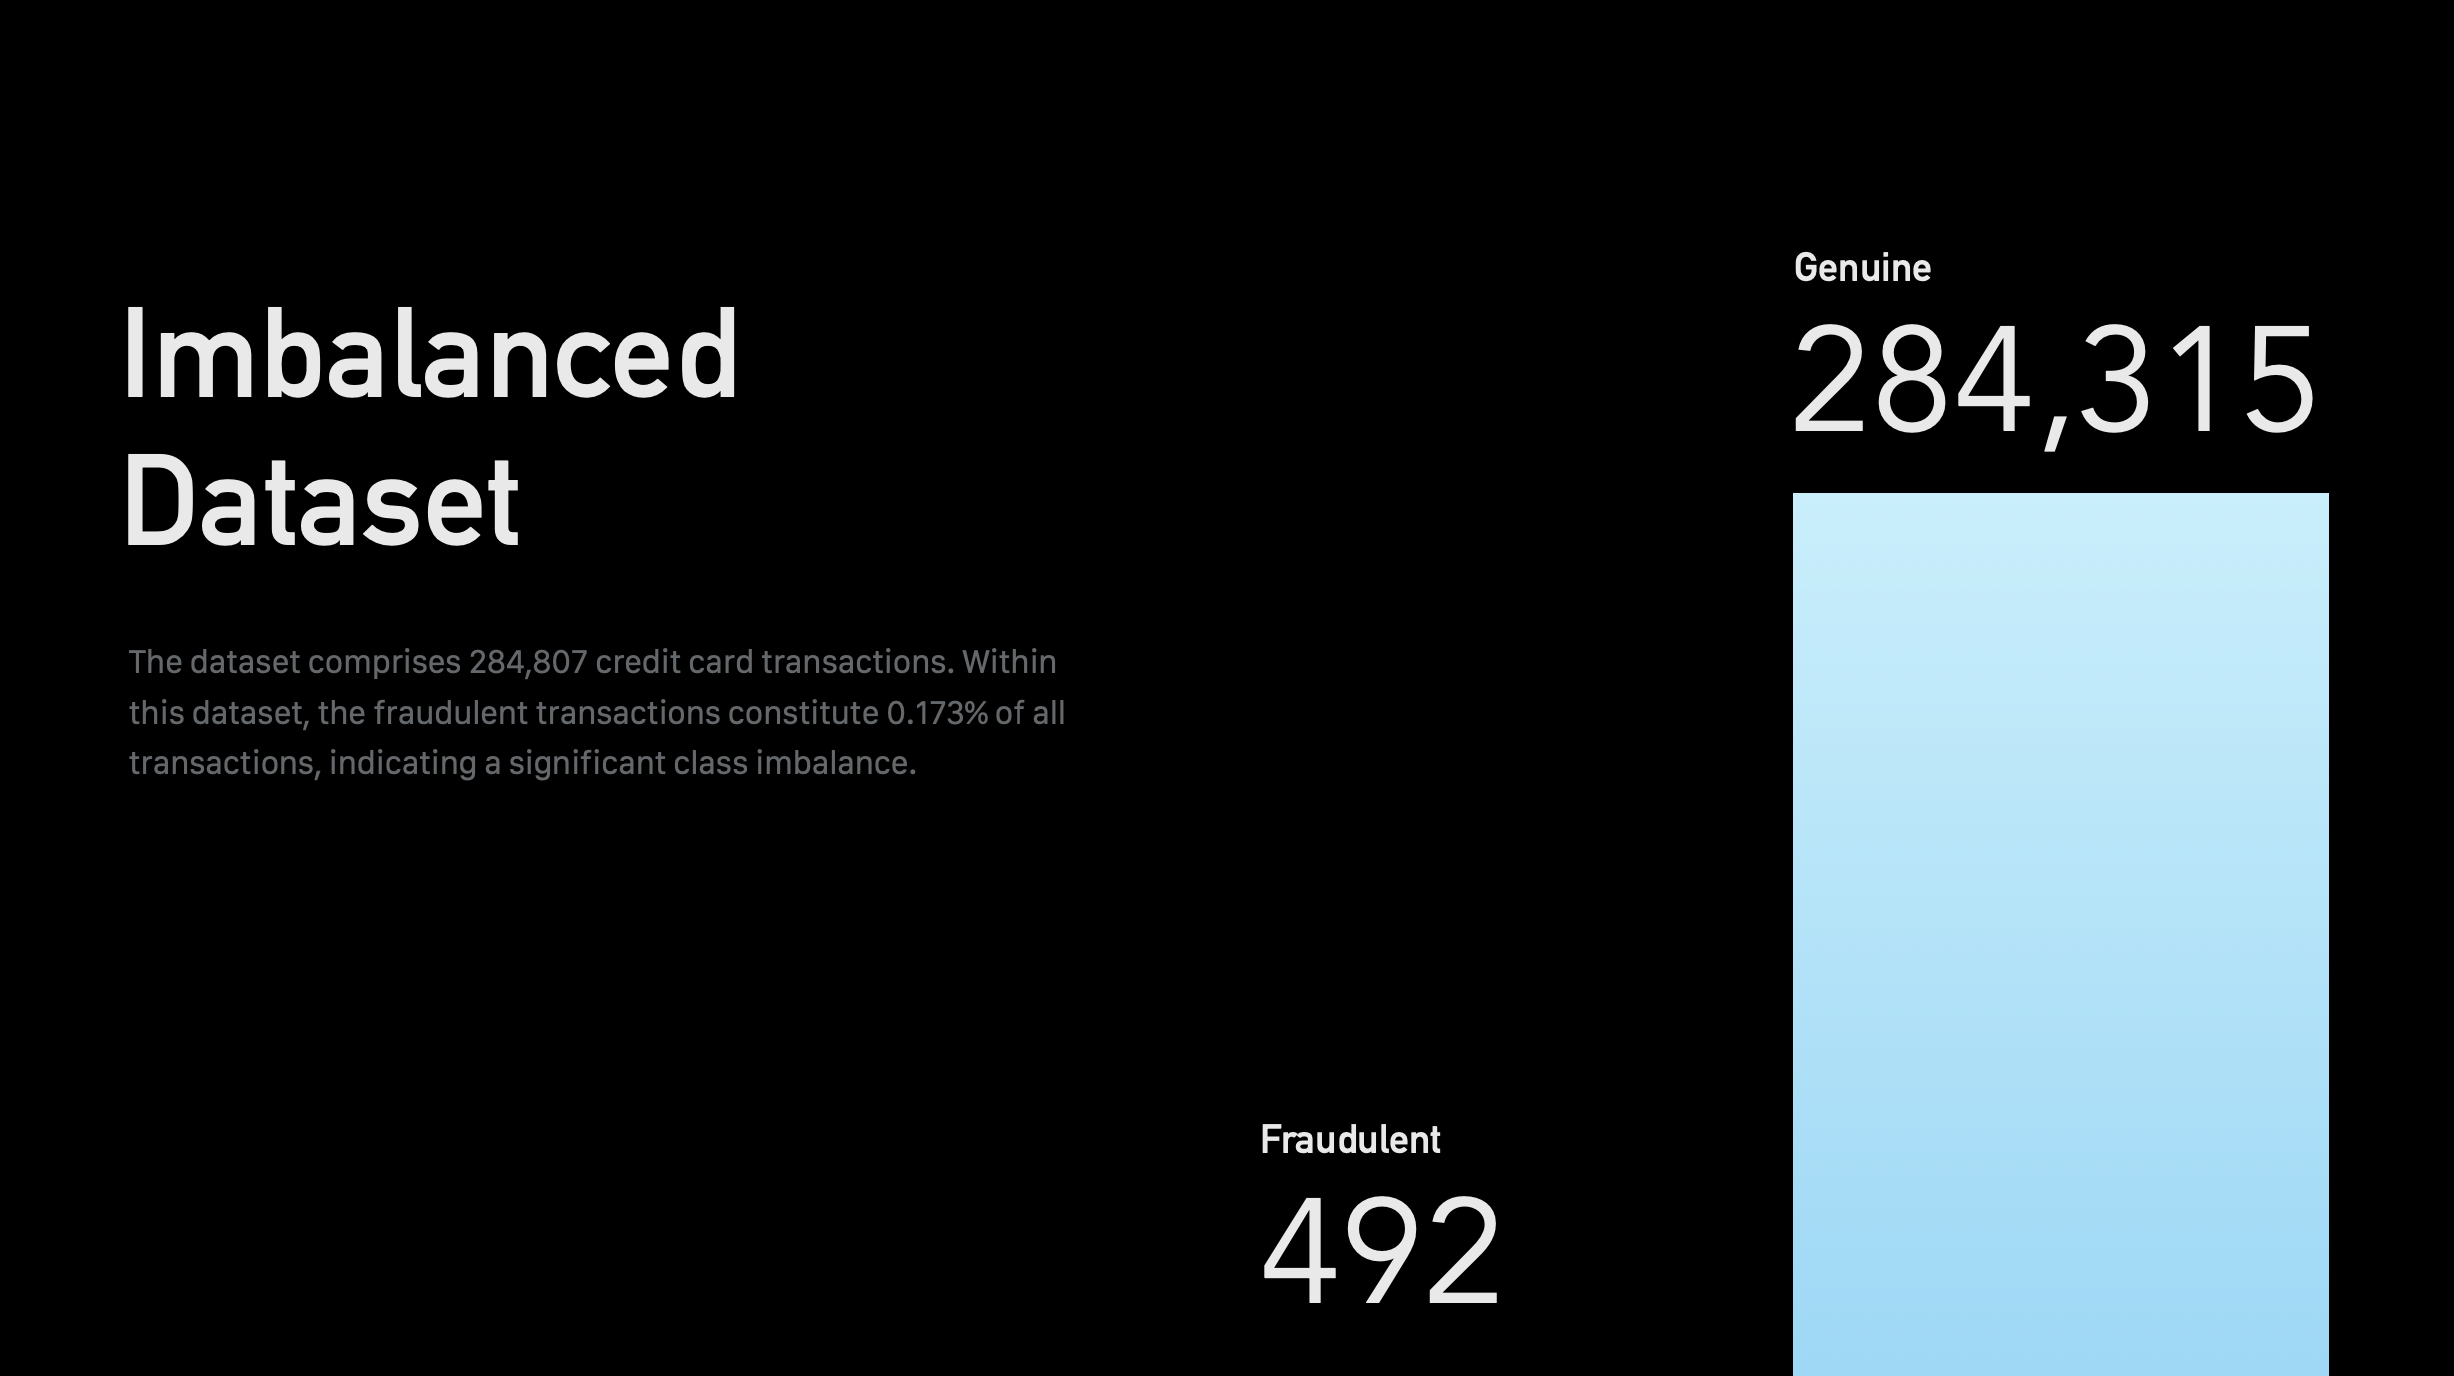 Imbalanced
Dataset
The dataset comprises 284,807 credit card transactions. Within
this dataset, the fraudulent transactions constitute 0.173% of all
transactions, indicating a significant class imbalance.
Fraudulent
492
Genuine
284,315